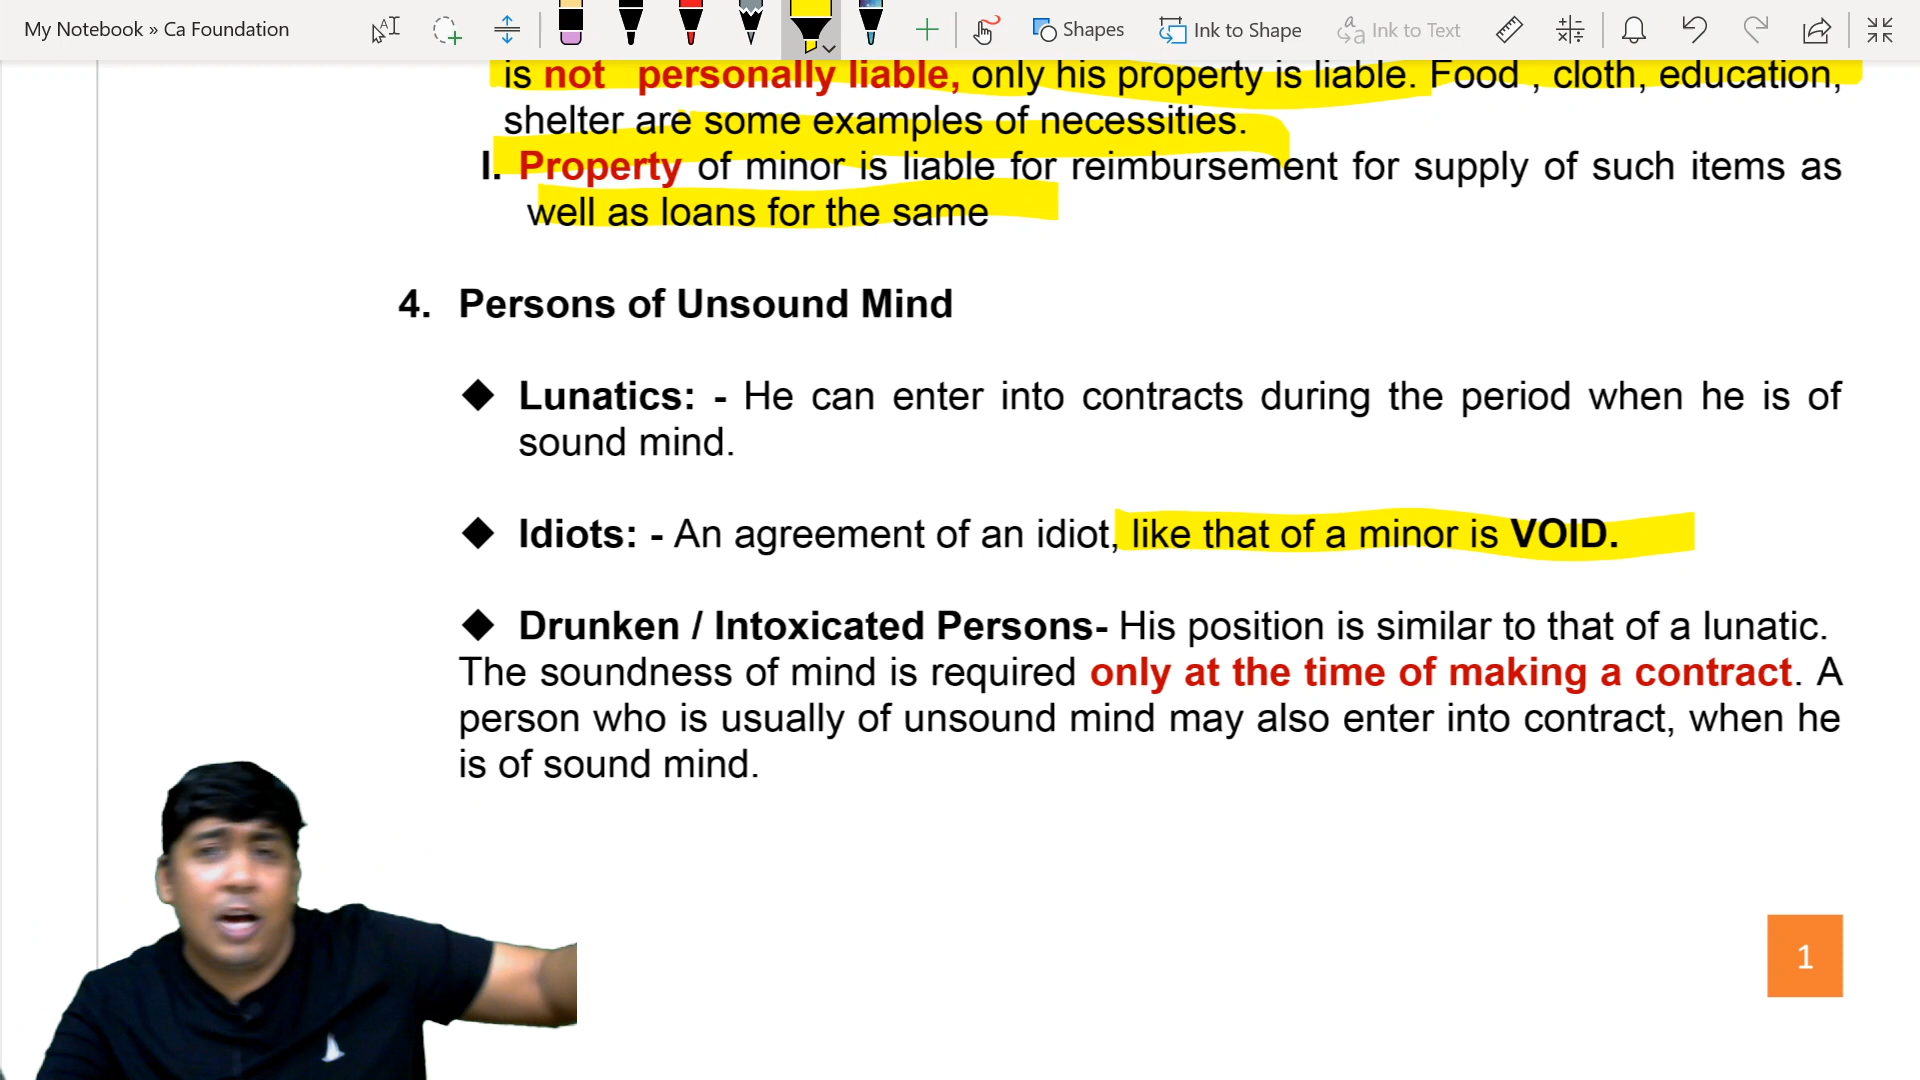 My Notebook » Ca Foundation
Shapes
Ink to Shape
Ink to Text
is not personally liable, only his property is liable. Food , cloth, education,
shelter are some examples of necessities.
I. Property of minor is liable for reimbursement for supply of such items as
well as loans for the same
4. Persons of Unsound Mind
◆ Lunatics: - He can enter into contracts during the period when he is of
sound mind.
◆ Idiots: - An agreement of an idiot, like that of a minor is VOID.
◆ Drunken / Intoxicated Persons- His position is similar to that of a lunatic.
The soundness of mind is required only at the time of making a contract. A
person who is usually of unsound mind may also enter into contract, when he
is of sound mind.
1